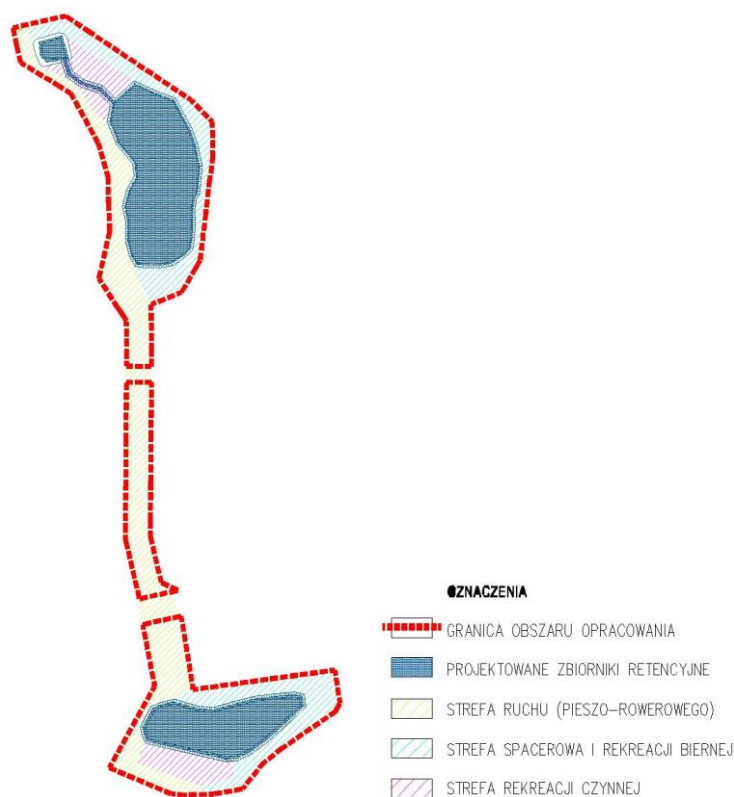 OZNACZENIA
GRANICA OBSZARU OPRACOWANIA
PROJEKTOWANE ZBIORNIKI RETENCYJNE
STREFA RUCHU (PIESZO-ROWEROWEGO)
STREFA SPACEROWA I REKREACJI BIERNEJ
STREFA REKREACJI CZYNNEJ